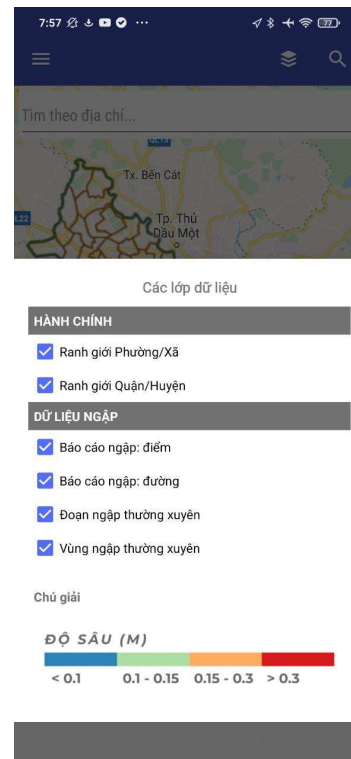 7:57
77
Tìm theo địa chỉ...
QL13
Tx. Bến Cát
L22
Tp. Thủ
Dầu Một
Các lớp dữ liệu
HÀNH CHÍNH
Ranh giới Phường/Xã
Ranh giới Quận/Huyện
DỮ LIỆU NGẬP
Báo cáo ngập: điểm
Báo cáo ngập: đường
Đoạn ngập thường xuyên
Vùng ngập thường xuyên
Chú giải
ĐỘ SÂU (M)
< 0.1 0.1 - 0.15 0.15 - 0.3 > 0.3